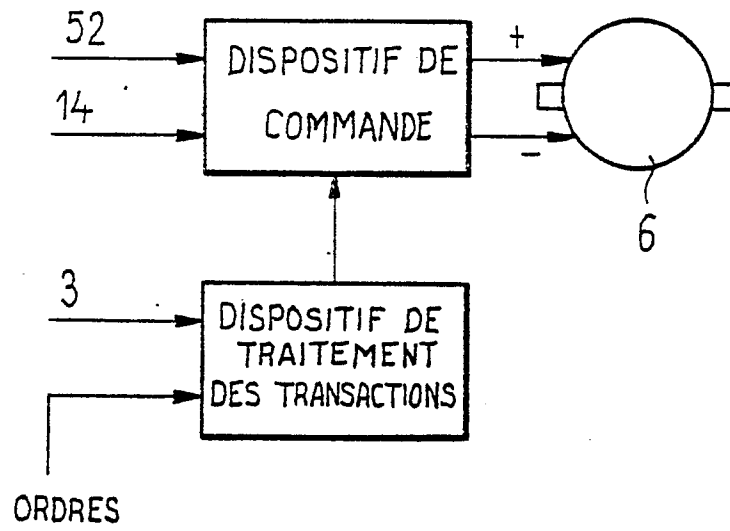 52
14
DISPOSITIF DE
COMMANDE
+
-
6
3
DISPOSITIF DE
TRAITEMENT
DES TRANSACTIONS
ORDRES